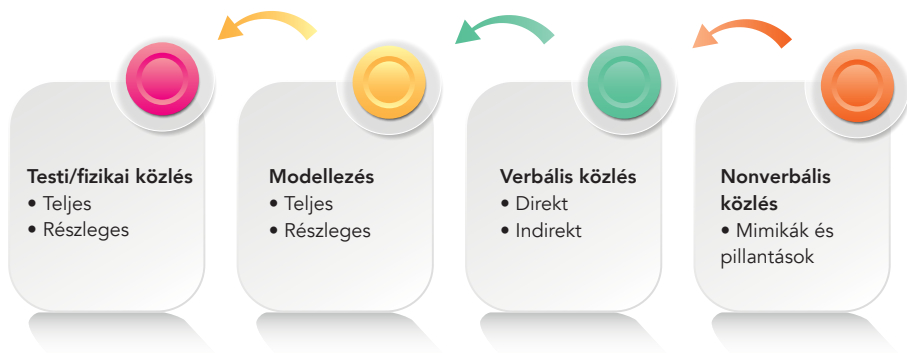 Testi/fizikai közlés
• Teljes
• Részleges
Modellezés
• Teljes
• Részleges
Verbális közlés
• Direkt
• Indirekt
Nonverbális
közlés
• Mimikák és
pillantások